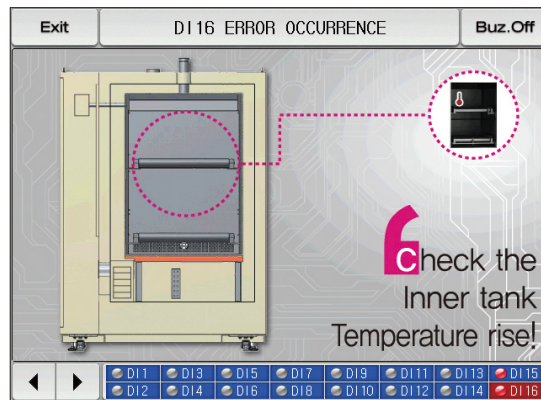 Exit
DI16 ERROR OCCURRENCE
Buz.Off
Check the
Inner tank
Temperature rise!
DI1 DI3 DI5 DI7 DI9 DI11 DI13 DI15
DI2 DI4 DI6 DI8 DI10 DI12 DI14 DI16